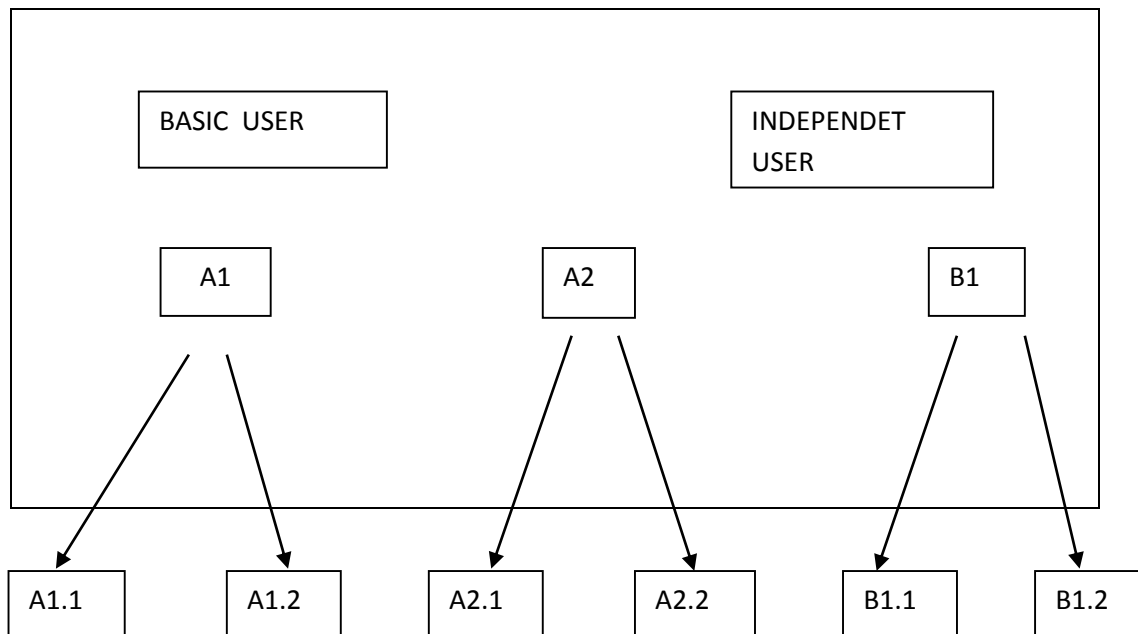 BASIC USER
INDEPENDET
USER
A1
A2
B1
A1.1
A1.2
A2.1
A2.2
B1.1
B1.2